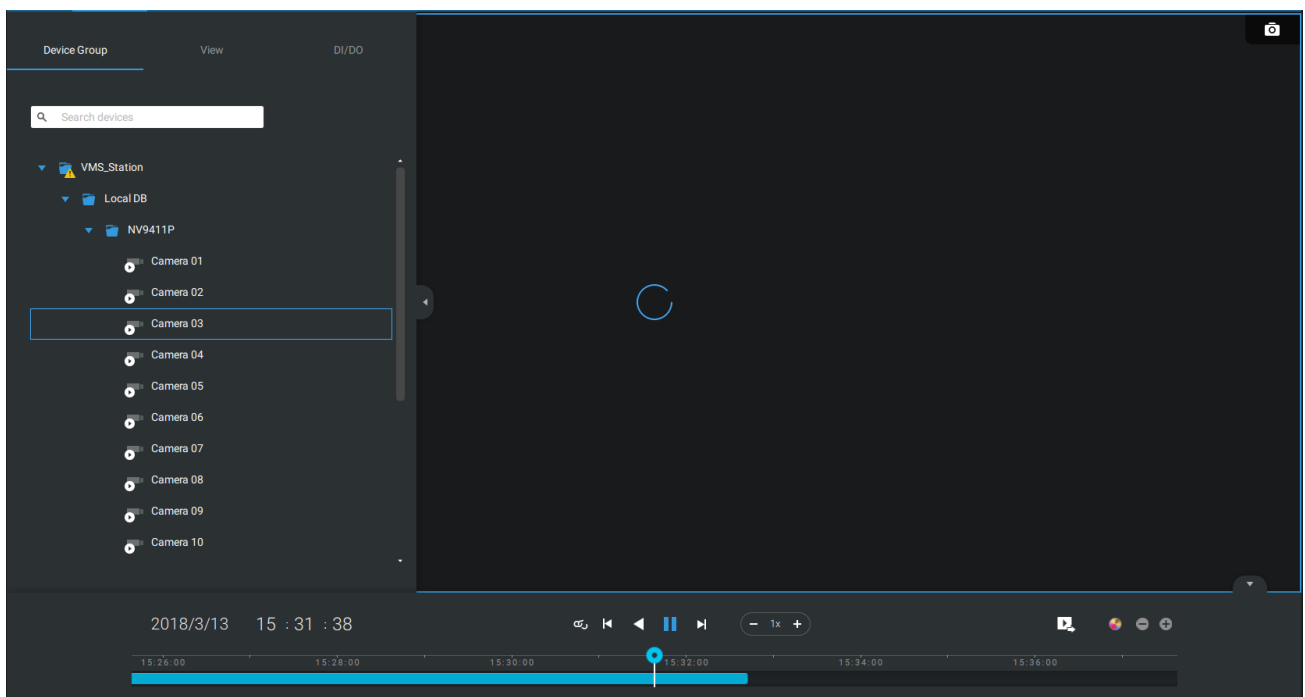 Device Group View DI/DO
Search devices
VMS_Station
Local DB
NV9411P
Camera 01
Camera 02
Camera 03
Camera 04
Camera 05
Camera 06
Camera 07
Camera 08
Camera 09
Camera 10
2018/3/13 15 : 31 : 38 − 1x +
15:26:00 15:28:00 15:30:00 15:32:00 15:34:00 15:36:00